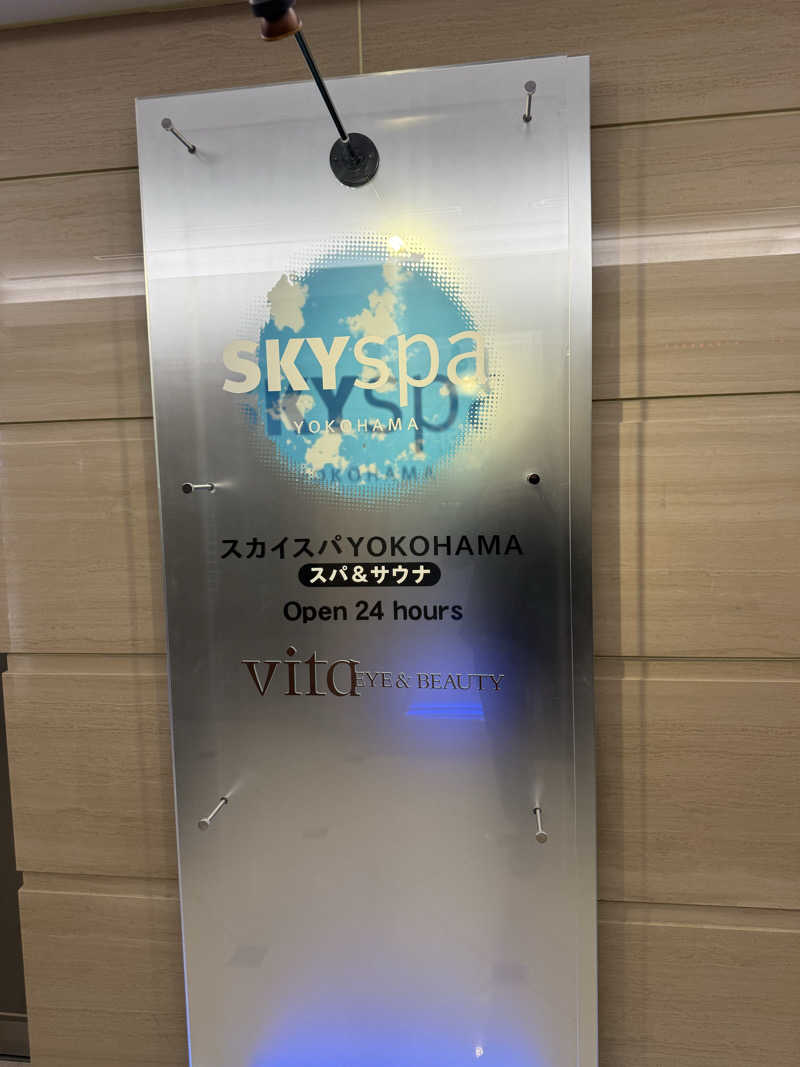 SKYspa
YOKOHAMA
スカイスパYOKOHAMA
スパ&サウナ
Open 24 hours
vita EYE & BEAUTY